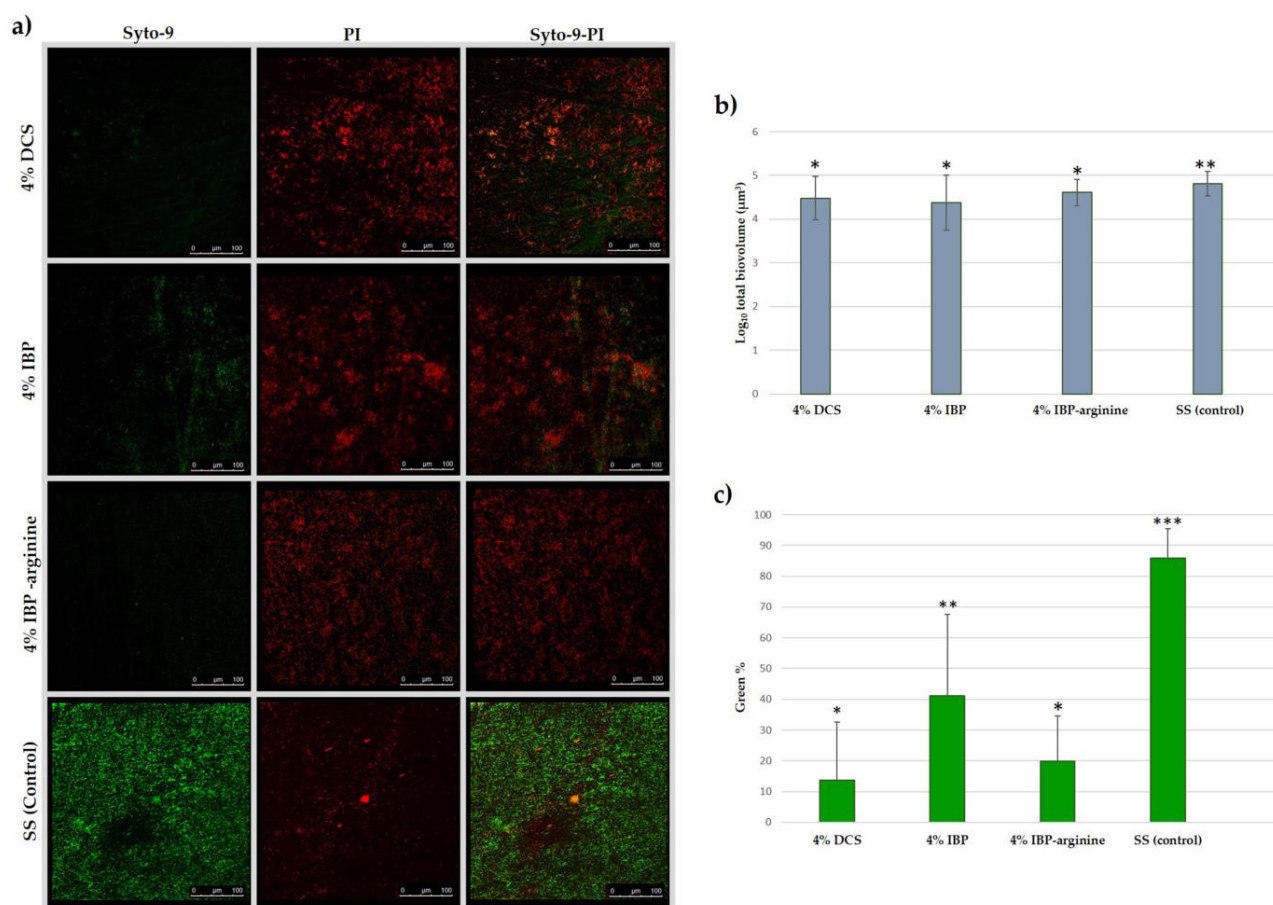 a)
Syto-9 PI Syto-9-PI
4% DCS
0 µm 100
0 µm 100
0 µm 100
4% IBP
0 µm 100
0 µm 100
0 µm 100
4% IBP -arginine
0 µm 100
0 µm 100
0 µm 100
SS (Control)
0 µm 100
0 µm 100
0 µm 100
b)
Log₁₀ total biovolume (µm³)
6
5
4
3
2
1
0
* * * **
4% DCS 4% IBP 4% IBP-arginine SS (control)
c)
Green %
100
90
80
70
60
50
40
30
20
10
0
* ** * ***
4% DCS 4% IBP 4% IBP-arginine SS (control)